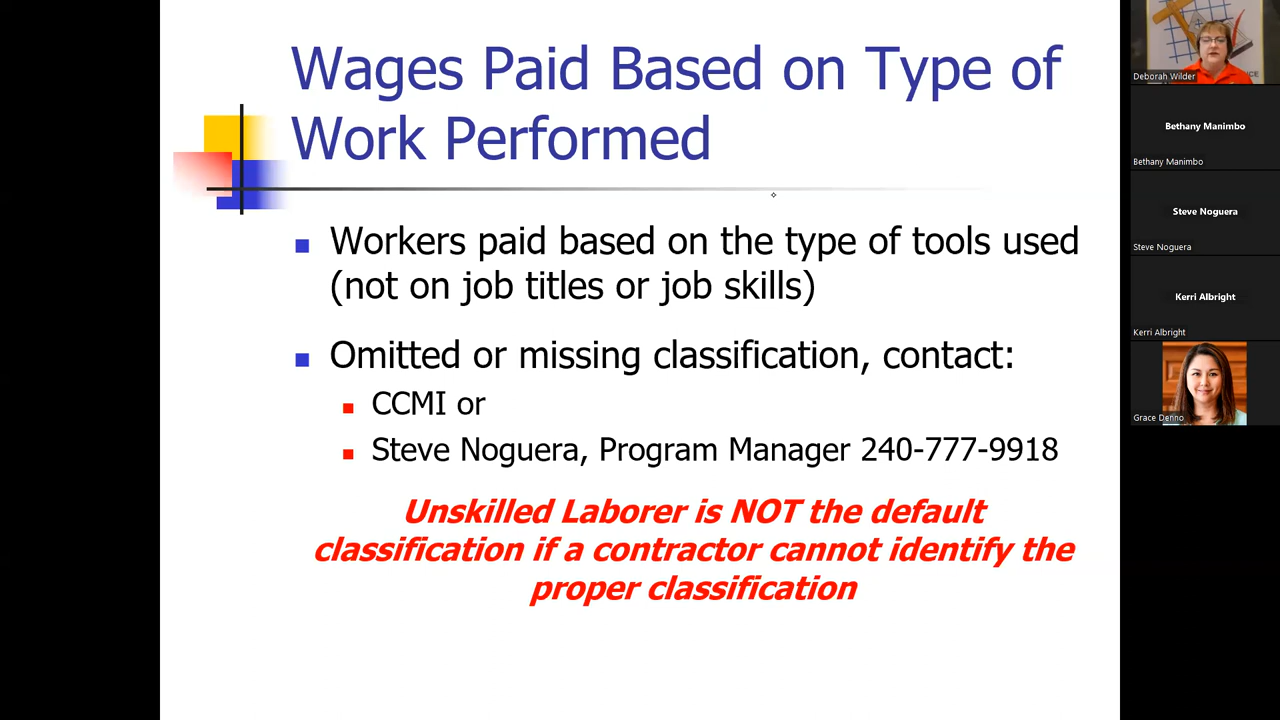 Wages Paid Based on Type of
Work Performed
Workers paid based on the type of tools used
(not on job titles or job skills)
Omitted or missing classification, contact:
CCMI or
Steve Noguera, Program Manager 240-777-9918
Unskilled Laborer is NOT the default
classification if a contractor cannot identify the
proper classification
Deborah Wilder
Bethany Manimbo
Bethany Manimbo
Steve Noguera
Steve Noguera
Kerri Albright
Kerri Albright
Grace Denno